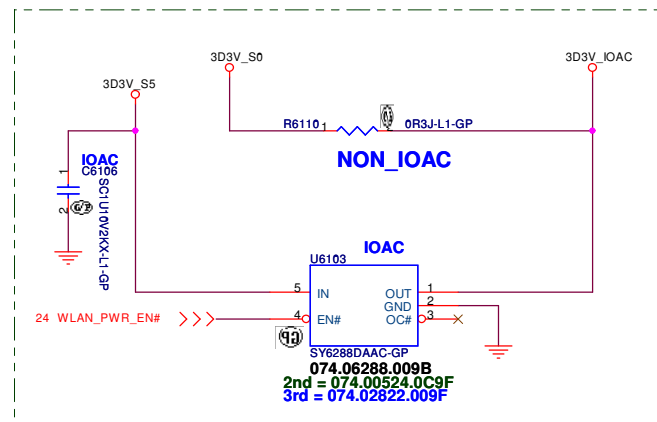 3D3V_S0
3D3V_IOAC
3D3V_S5
R6110 1 2 0R3J-L1-GP
NON_IOAC
IOAC
C6106
1
2
SC1U10V2KX-L1-GP
IOAC
U6103
5 IN OUT 1
GND 2
24 WLAN_PWR_EN# 4 EN# OC# 3
SY6288DAAC-GP
074.06288.009B
2nd = 074.00524.0C9F
3rd = 074.02822.009F